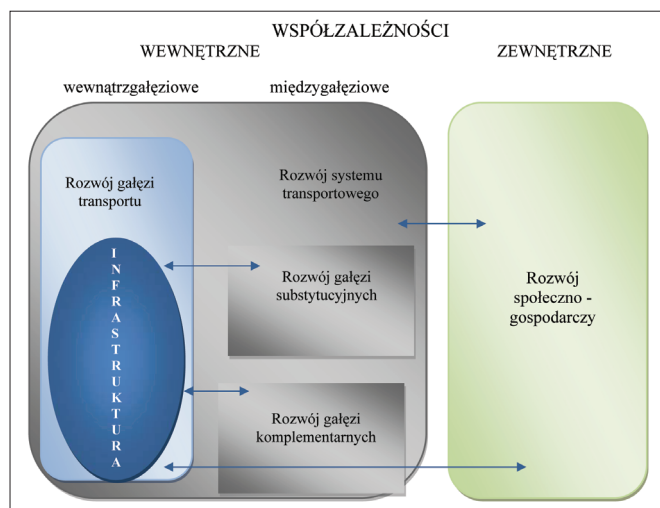 WSPÓŁZALEŻNOŚCI
WEWNĘTRZNE
ZEWNĘTRZNE
wewnątrzgałęziowe
międzygałęziowe
Rozwój gałęzi
transportu
INFRASTRUKTURA
Rozwój systemu
transportowego
Rozwój gałęzi
substytucyjnych
Rozwój gałęzi
komplementarnych
Rozwój
społeczno -
gospodarczy